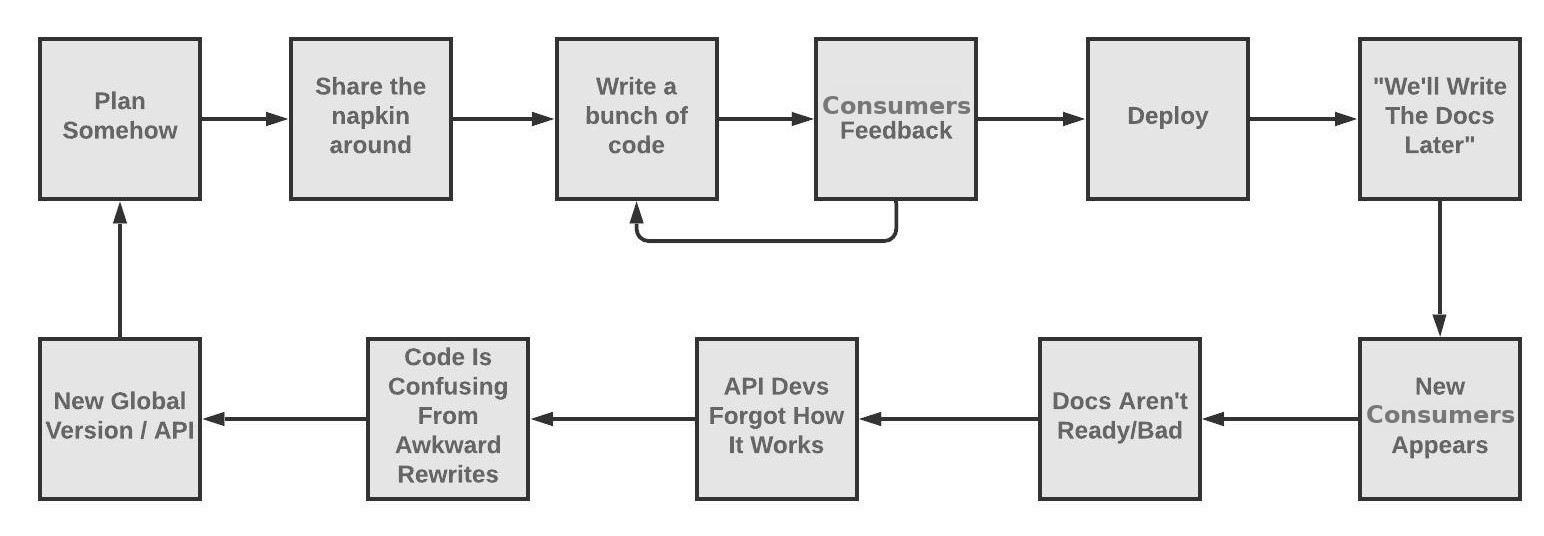 Plan
Somehow
Share the
napkin
around
Write a
bunch of
code
Consumers
Feedback
Deploy
"We'll Write
The Docs
Later"
New Global
Version / API
Code Is
Confusing
From
Awkward
Rewrites
API Devs
Forgot How
It Works
Docs Aren't
Ready/Bad
New
Consumers
Appears